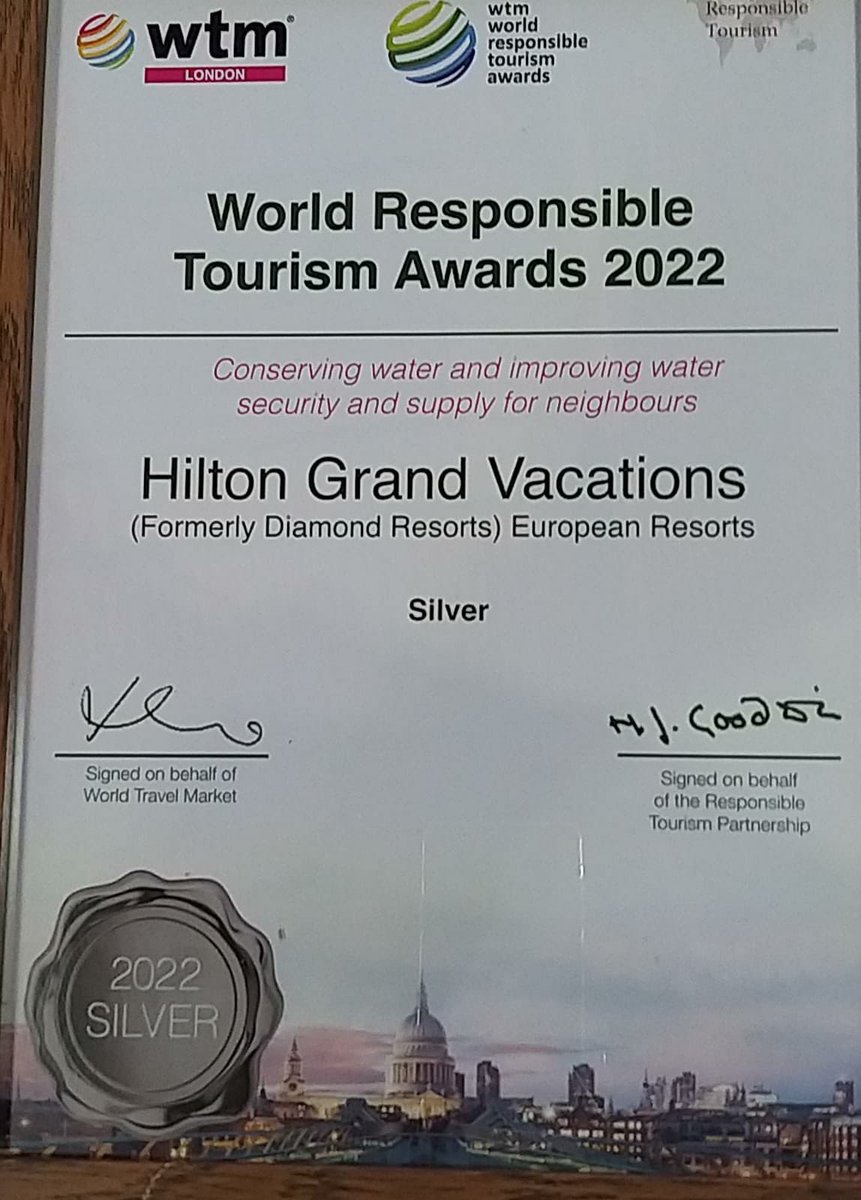 wtm
LONDON
wtm
world
responsible
tourism
awards
Responsible
Tourism
World Responsible
Tourism Awards 2022
Conserving water and improving water
security and supply for neighbours
Hilton Grand Vacations
(Formerly Diamond Resorts) European Resorts
Silver
Signed on behalf of
World Travel Market
H J. Goodwin
Signed on behalf
of the Responsible
Tourism Partnership
2022
SILVER